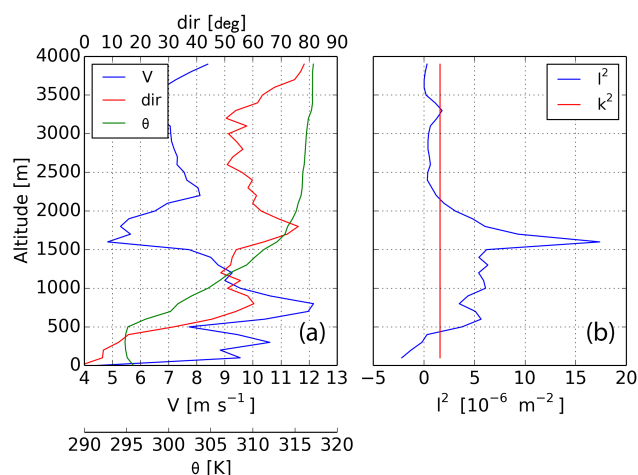 dir [deg]
0 10 20 30 40 50 60 70 80 90
4000
3500
3000
2500
2000
1500
1000
500
0
Altitude [m]
V
dir
θ
(a)
4 5 6 7 8 9 10 11 12 13
V [m s⁻¹]
290 295 300 305 310 315 320
θ [K]
l²
k²
(b)
−5 0 5 10 15 20
l² [10⁻⁶ m⁻²]